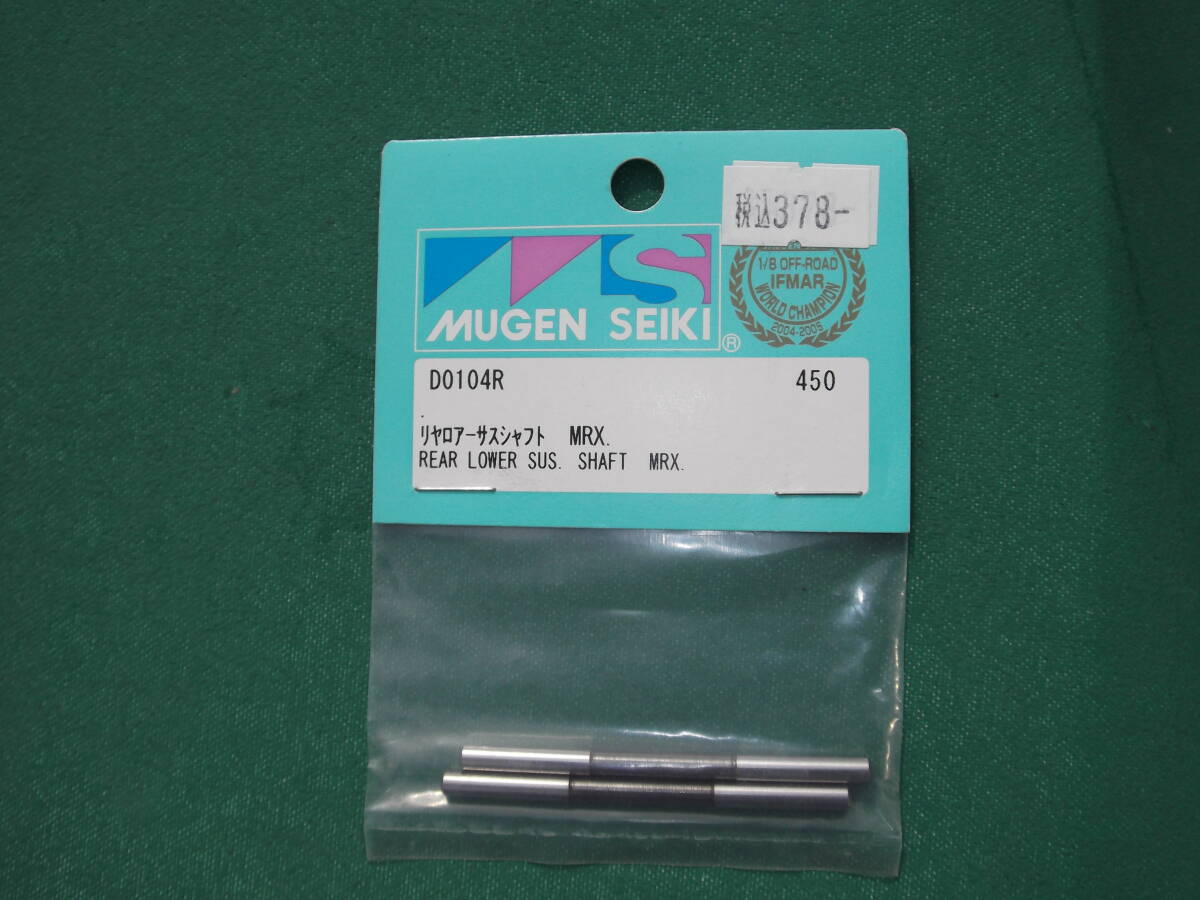 税込378-
MS
MUGEN SEIKI®
1/8 OFF-ROAD
IFMAR
WORLD CHAMPION
2004-2005
D0104R 450
リヤロアーサスシャフト MRX.
REAR LOWER SUS. SHAFT MRX.